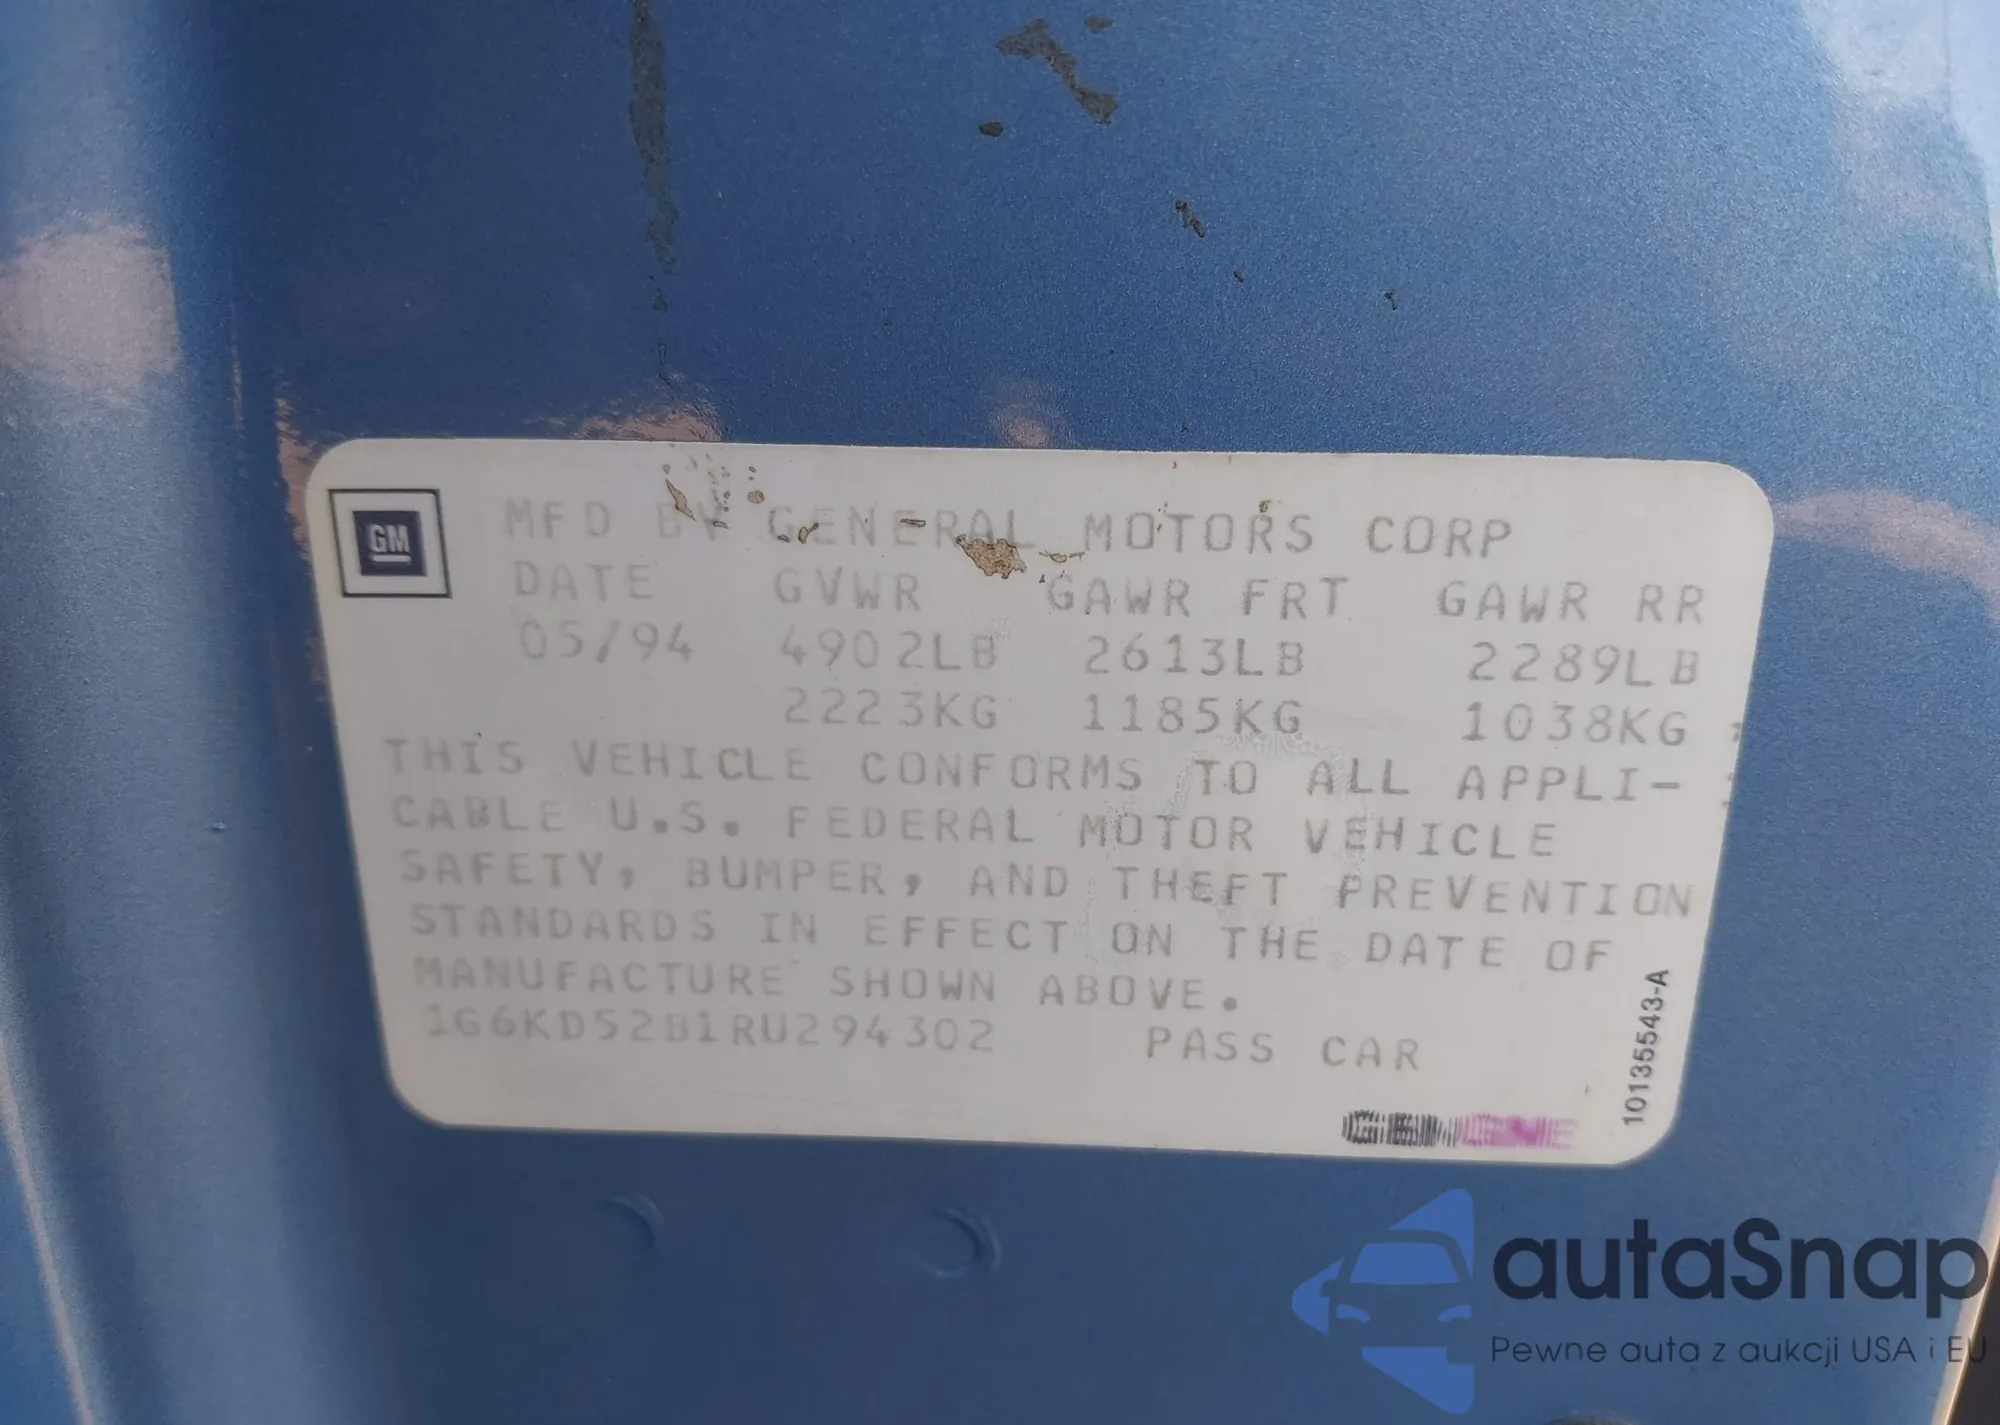 GM
MFD BY GENERAL MOTORS CORP
DATE GVWR GAWR FRT GAWR RR
05/94 4902LB 2613LB 2289LB
2223KG 1185KG 1038KG
THIS VEHICLE CONFORMS TO ALL APPLI-
CABLE U.S. FEDERAL MOTOR VEHICLE
SAFETY, BUMPER, AND THEFT PREVENTION
STANDARDS IN EFFECT ON THE DATE OF
MANUFACTURE SHOWN ABOVE.
1G6KD52B1RU294302 PASS CAR
10135543-A
autaSnap
Pewne auta z aukcji USA i EU